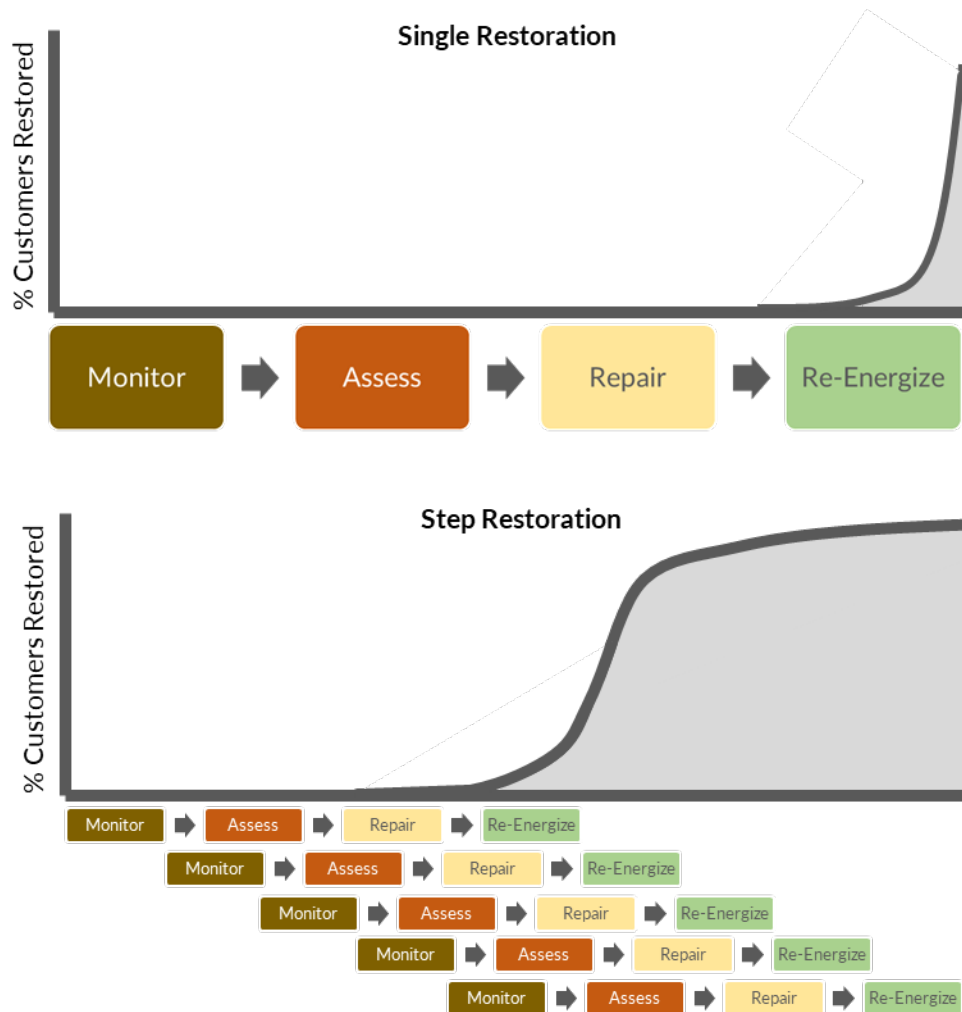 Single Restoration
% Customers Restored
Monitor Assess Repair Re-Energize
Step Restoration
% Customers Restored
Monitor Assess Repair Re-Energize
Monitor Assess Repair Re-Energize
Monitor Assess Repair Re-Energize
Monitor Assess Repair Re-Energize
Monitor Assess Repair Re-Energize